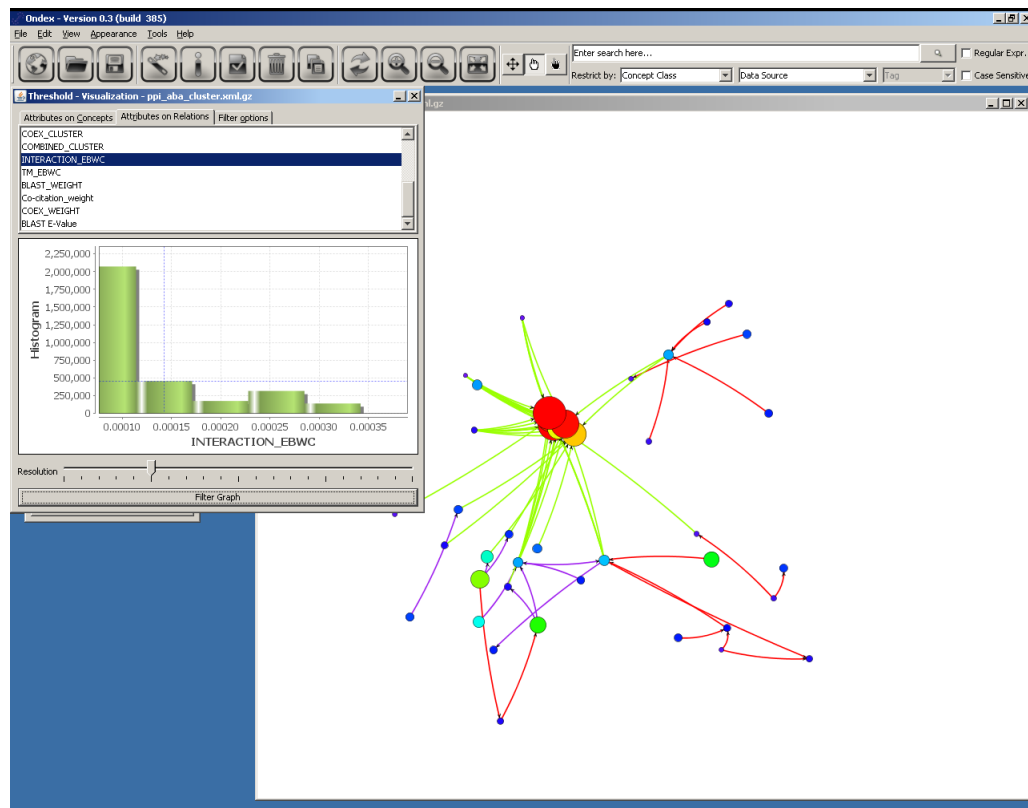 Ondex - Version 0.3 (build 385)
File Edit View Appearance Tools Help
Enter search here...
Regular Expr.
Restrict by: Concept Class Data Source Tag Case Sensitive
Threshold - Visualization - ppi_aba_cluster.xml.gz
Attributes on Concepts Attributes on Relations Filter options
COEX_CLUSTER
COMBINED_CLUSTER
INTERACTION_EBWC
TM_EBWC
BLAST_WEIGHT
Co-citation_weight
COEX_WEIGHT
BLAST E-Value
2,250,000
2,000,000
1,750,000
1,500,000
1,250,000
1,000,000
750,000
500,000
250,000
0
Histogram
0.00010 0.00015 0.00020 0.00025 0.00030 0.00035
INTERACTION_EBWC
Resolution
Filter Graph